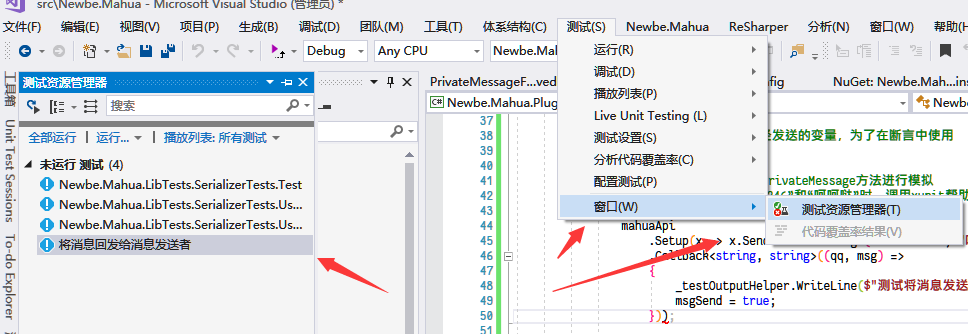 src\Newbe.Mahua - Microsoft Visual Studio (管理员) *
文件(F) 编辑(E) 视图(V) 项目(P) 生成(B) 调试(D) 团队(M) 工具(T) 体系结构(C) 测试(S) Newbe.Mahua ReSharper 分析(N) 窗口(W) 帮助(H)
Debug Any CPU Newbe.Mah
运行(R)
调试(D)
播放列表(P)
Live Unit Testing (L)
测试设置(S)
分析代码覆盖率(C)
配置测试(P)
窗口(W)
测试资源管理器(T)
代码覆盖率结果(V)
工具箱
Unit Test Sessions
To-do Explorer
测试资源管理器
搜索
全部运行 运行... 播放列表: 所有测试
未运行 测试 (4)
Newbe.Mahua.LibTests.SerializerTests.Test
Newbe.Mahua.LibTests.SerializerTests.Us...
Newbe.Mahua.LibTests.SerializerTests.Us...
将消息回发给消息发送者
PrivateMessageF...ved nfig NuGet: Newbe.Mah...ins
Newbe.Mahua.Plug Newbe.Mahua
37
38 发送的变量，为了在断言中使用
39
40
41 rivateMessage方法进行模拟
42
43
44 mahuaApi
45 .Setup(x => x.Send
46 .Callback<string, string>((qq, msg) =>
47 {
48 _testOutputHelper.WriteLine($"测试将消息发送
49 msgSend = true;
50 }));